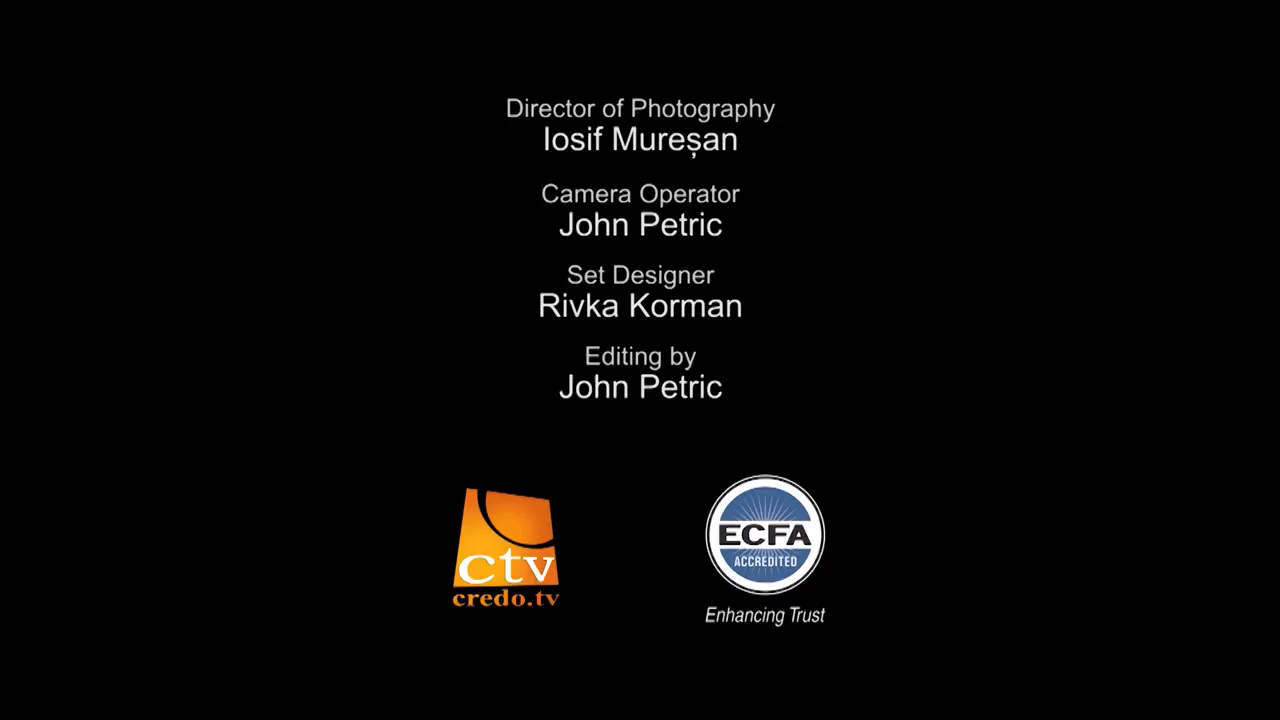 Director of Photography
Iosif Mureșan
Camera Operator
John Petric
Set Designer
Rivka Korman
Editing by
John Petric
ctv
credo.tv
ECFA
ACCREDITED
Enhancing Trust